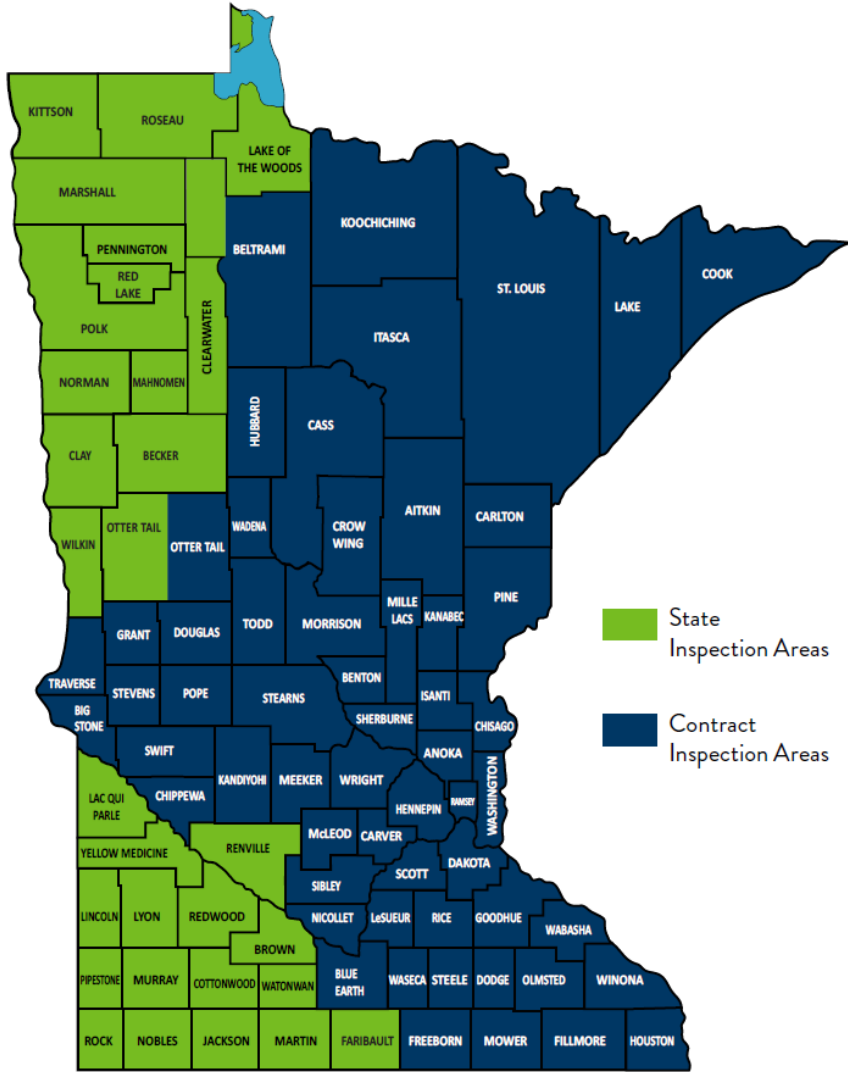 KITTSON
ROSEAU
LAKE OF
THE WOODS
MARSHALL
KOOCHICHING
PENNINGTON
BELTRAMI
RED
LAKE
ST. LOUIS
COOK
LAKE
POLK
CLEARWATER
ITASCA
NORMAN
MAHNOMEN
HUBBARD
CASS
CLAY
BECKER
AITKIN
CARLTON
OTTER TAIL
WADENA
CROW
WING
WILKIN
OTTER TAIL
PINE
MILLE
LACS
KANABEC
GRANT
DOUGLAS
TODD
MORRISON
State
Inspection Areas
TRAVERSE
STEVENS
POPE
STEARNS
BENTON
ISANTI
BIG
STONE
SHERBURNE
CHISAGO
Contract
Inspection Areas
SWIFT
ANOKA
KANDIYOHI
MEEKER
WRIGHT
WASHINGTON
LAC QUI
PARLE
CHIPPEWA
HENNEPIN
RAMSEY
McLEOD
CARVER
YELLOW MEDICINE
RENVILLE
SCOTT
DAKOTA
SIBLEY
LINCOLN
LYON
REDWOOD
NICOLLET
LeSUEUR
RICE
GOODHUE
WABASHA
BROWN
PIPESTONE
MURRAY
COTTONWOOD
WATONWAN
BLUE
EARTH
WASECA
STEELE
DODGE
OLMSTED
WINONA
ROCK
NOBLES
JACKSON
MARTIN
FARIBAULT
FREEBORN
MOWER
FILLMORE
HOUSTON